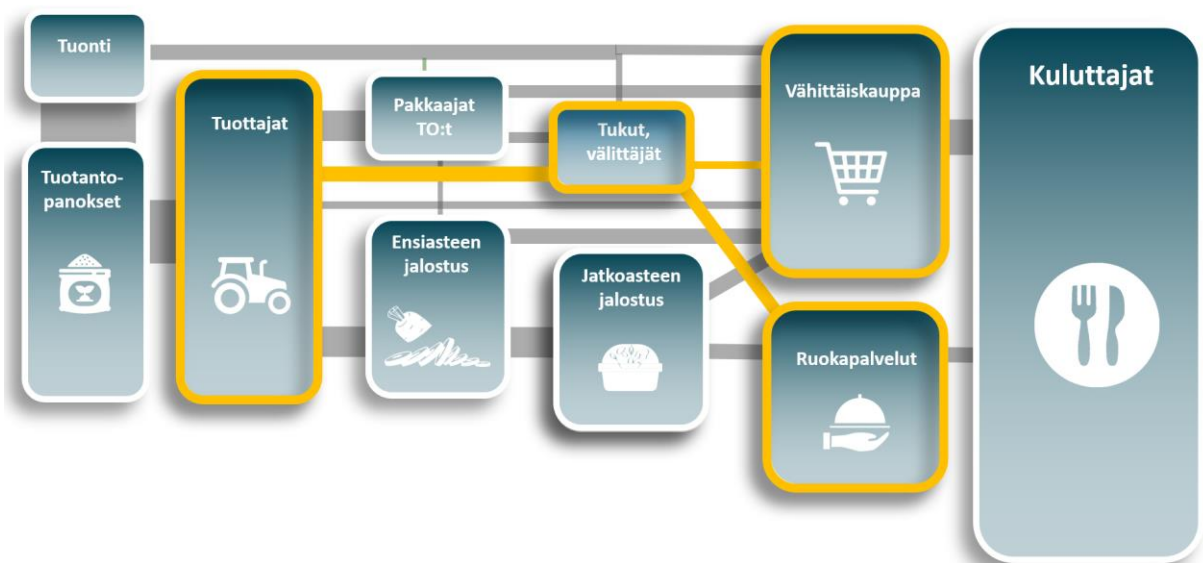 Tuonti
Tuotanto-
panokset
Tuottajat
Pakkaajat
TO:t
Ensiasteen
jalostus
Tukut,
välittäjät
Jatkoasteen
jalostus
Vähittäiskauppa
Ruokapalvelut
Kuluttajat